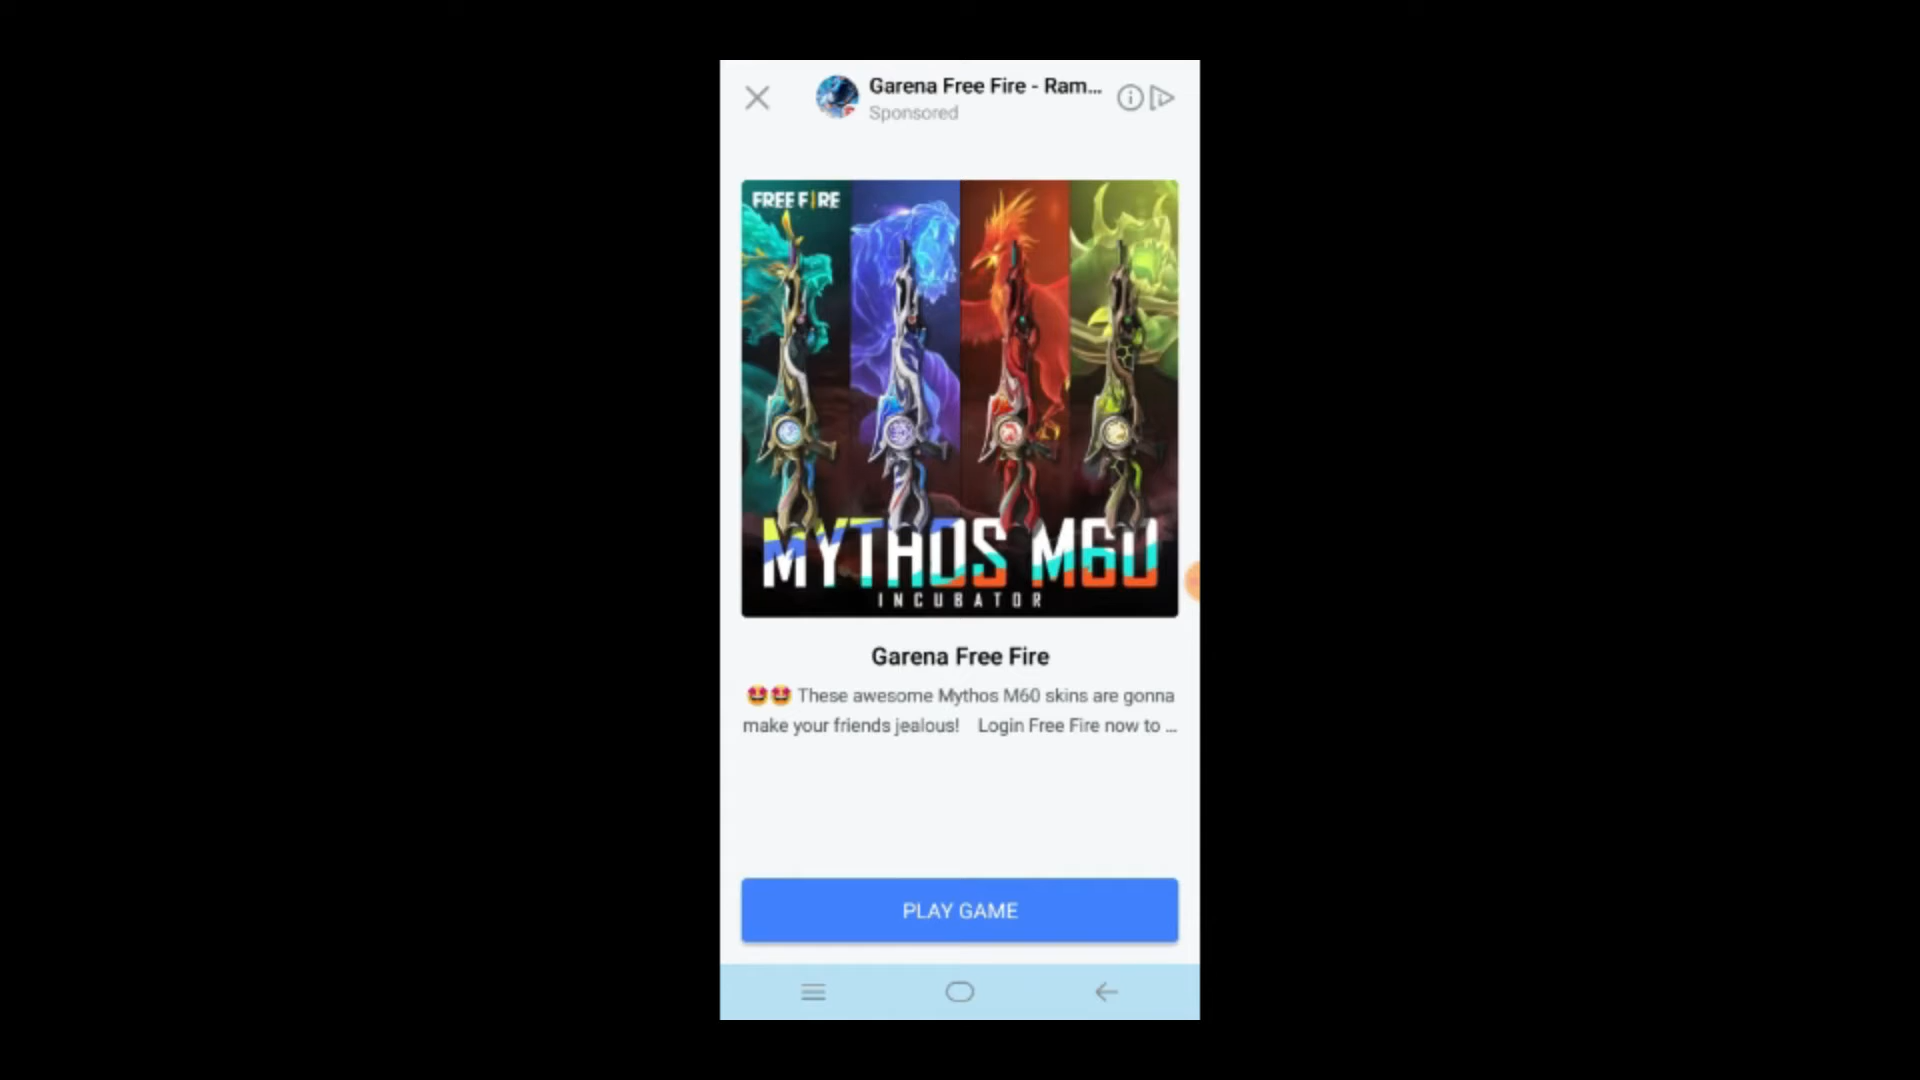 Garena Free Fire - Ram...
Sponsored
FREE FIRE
MYTHOS M60
INCUBATOR
Garena Free Fire
🤩🤩 These awesome Mythos M60 skins are gonna
make your friends jealous! Login Free Fire now to ...
PLAY GAME